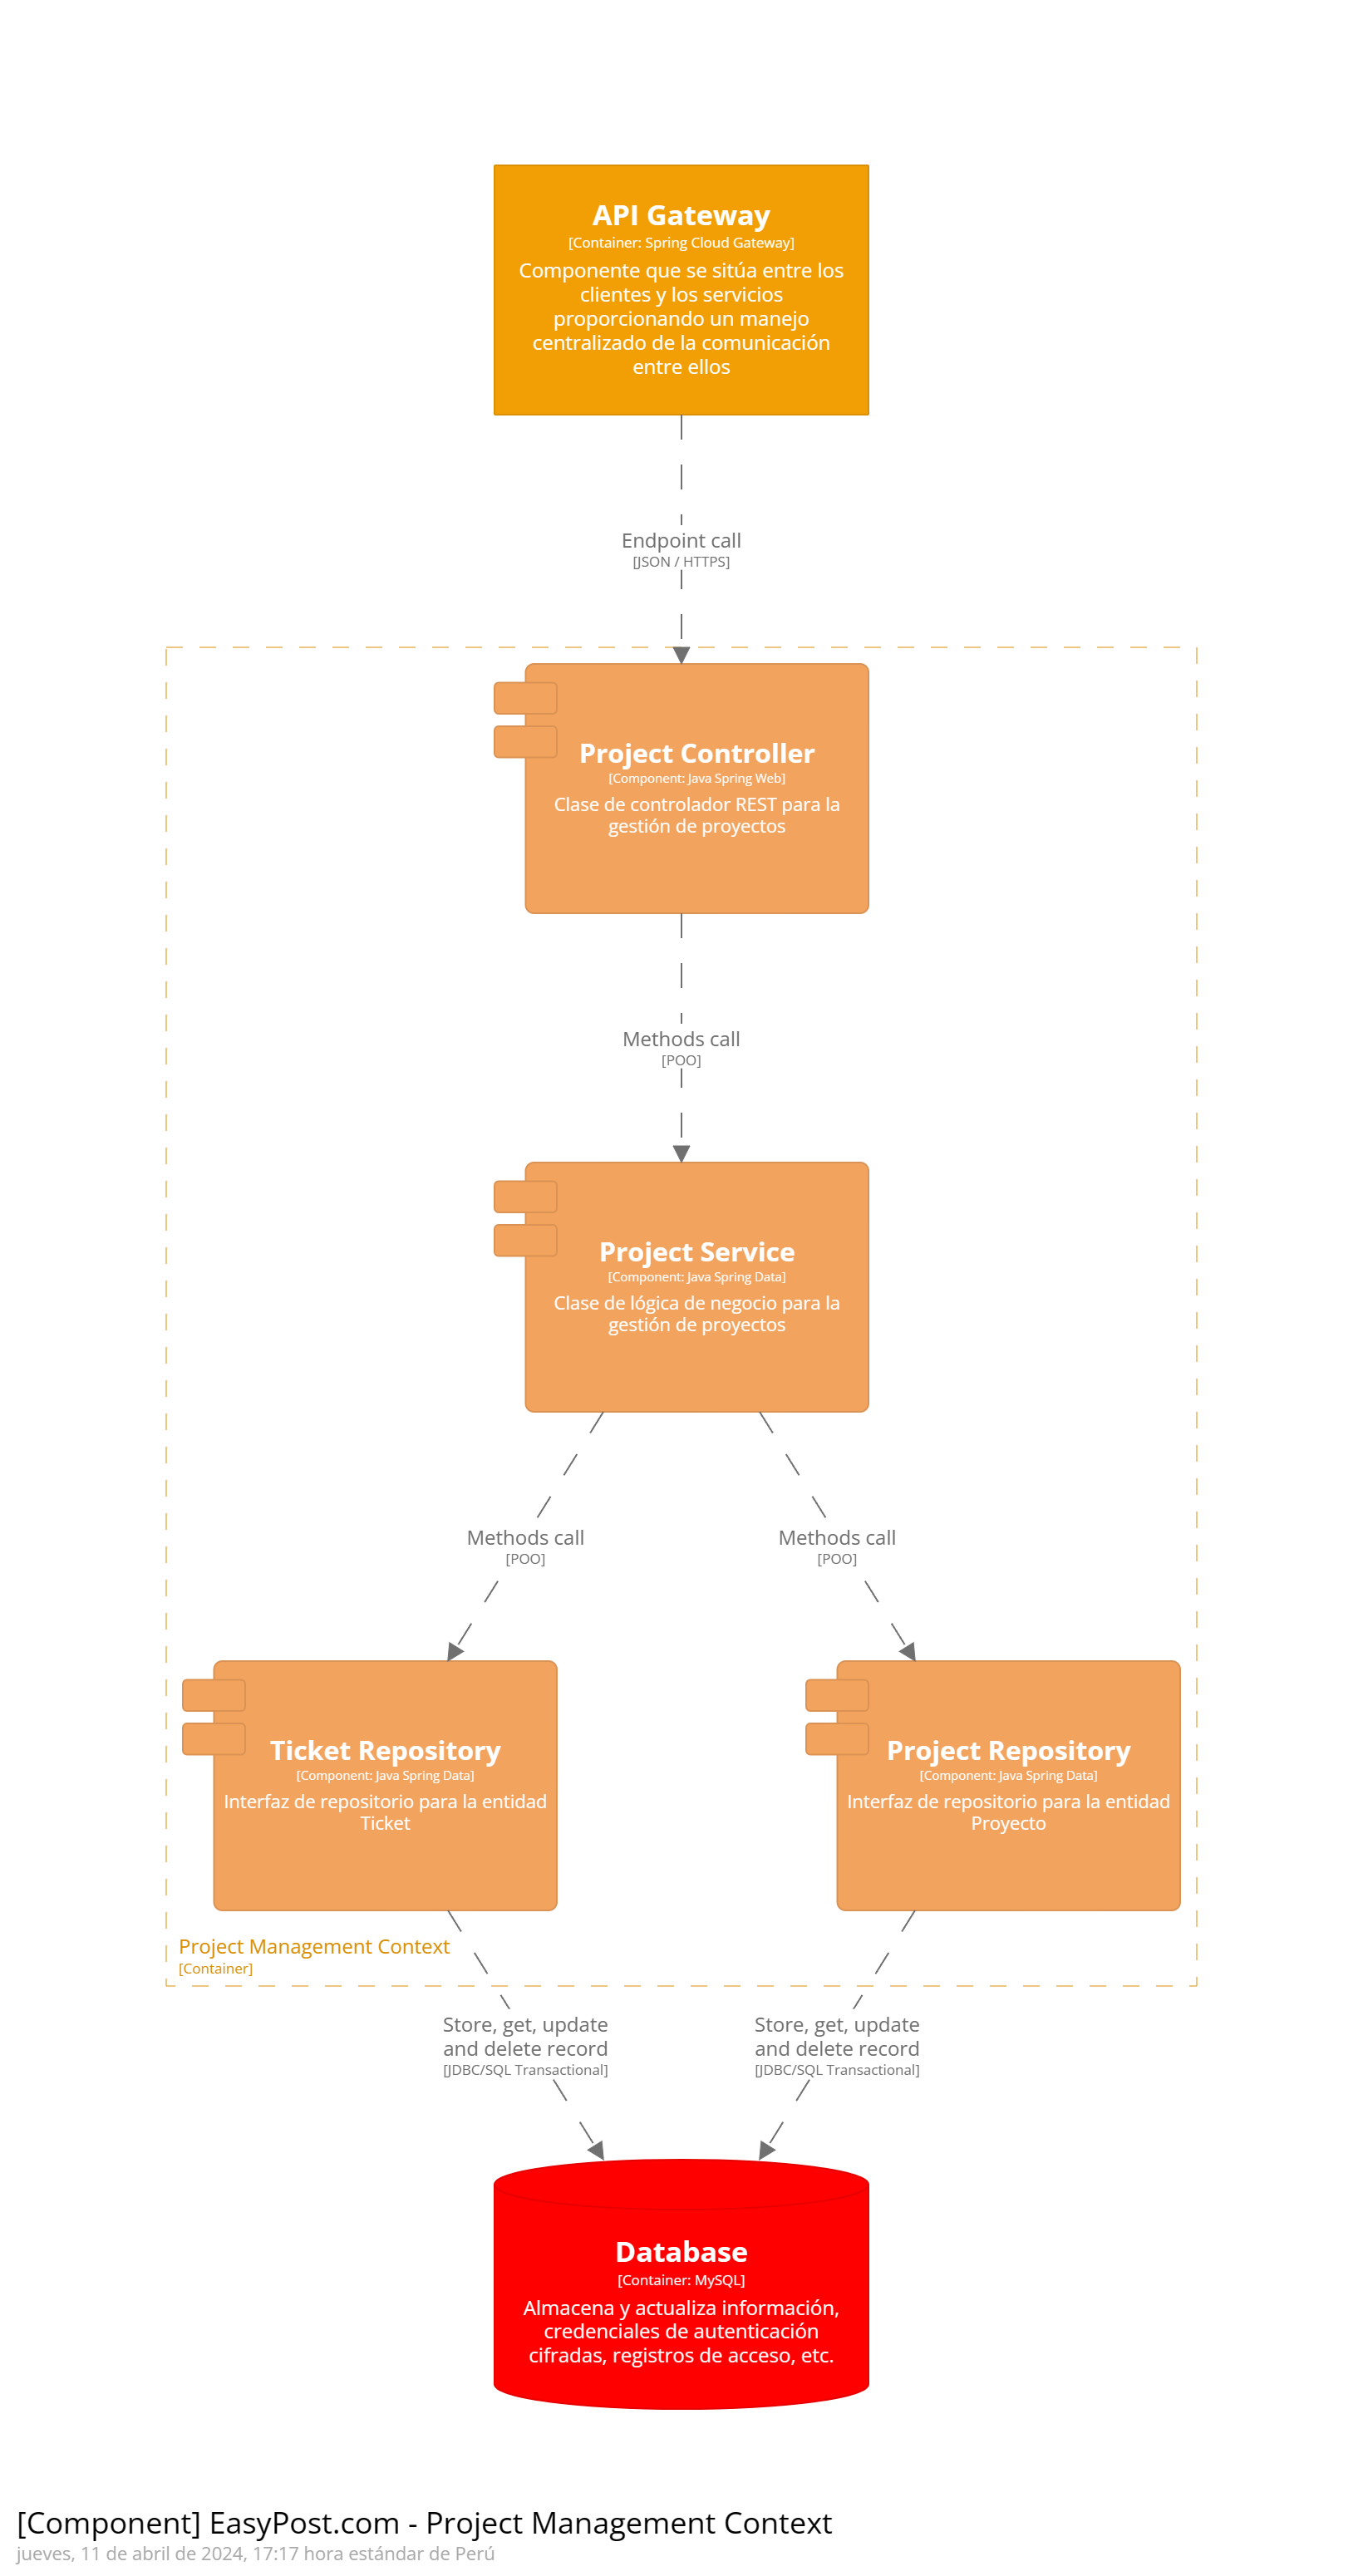 API Gateway
[Container: Spring Cloud Gateway]
Componente que se sitúa entre los
clientes y los servicios
proporcionando un manejo
centralizado de la comunicación
entre ellos
Endpoint call
[JSON / HTTPS]
Project Controller
[Component: Java Spring Web]
Clase de controlador REST para la
gestión de proyectos
Methods call
[POO]
Project Service
[Component: Java Spring Data]
Clase de lógica de negocio para la
gestión de proyectos
Methods call
[POO]
Methods call
[POO]
Ticket Repository
[Component: Java Spring Data]
Interfaz de repositorio para la entidad
Ticket
Project Repository
[Component: Java Spring Data]
Interfaz de repositorio para la entidad
Proyecto
Project Management Context
[Container]
Store, get, update
and delete record
[JDBC/SQL Transactional]
Store, get, update
and delete record
[JDBC/SQL Transactional]
Database
[Container: MySQL]
Almacena y actualiza información,
credenciales de autenticación
cifradas, registros de acceso, etc.
[Component] EasyPost.com - Project Management Context
jueves, 11 de abril de 2024, 17:17 hora estándar de Perú